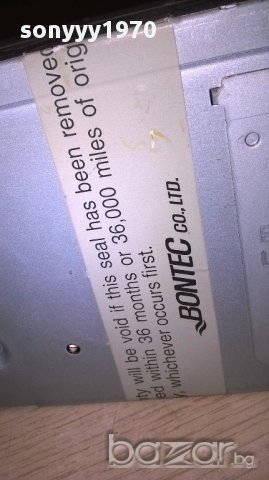 sonyyy1970
seal has been removed
ty will be void if this
months or 36,000 miles of orig
ed within 36
y, whichever occurs first.
BONTEC CO., LTD.
bazar.bg